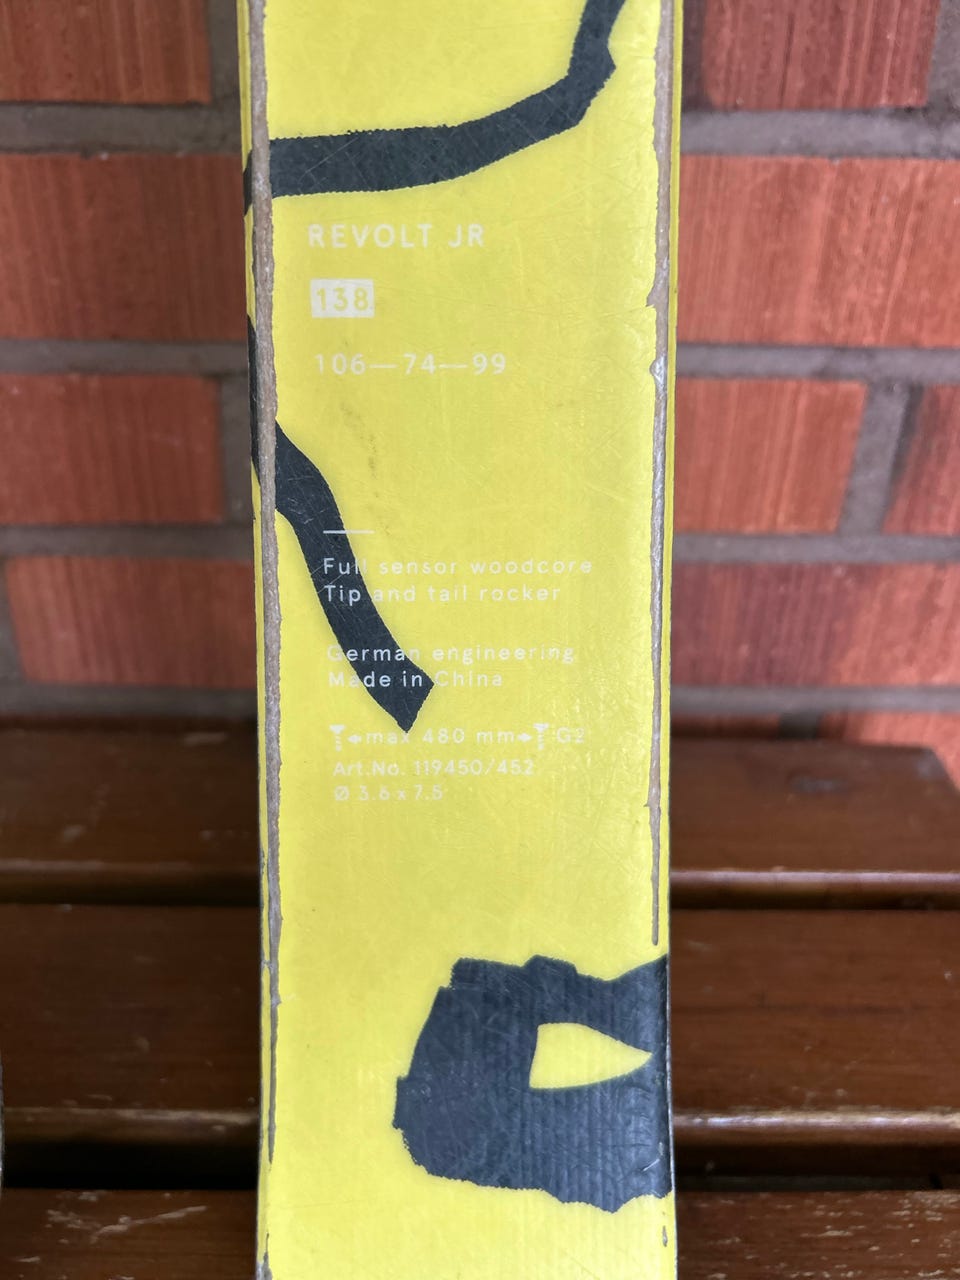 REVOLT JR
138
106—74—99
Full sensor woodcore
Tip and tail rocker
German engineering
Made in China
max 480 mm G2
Art.No. 119450/452
Ø 3.6 x 7.5